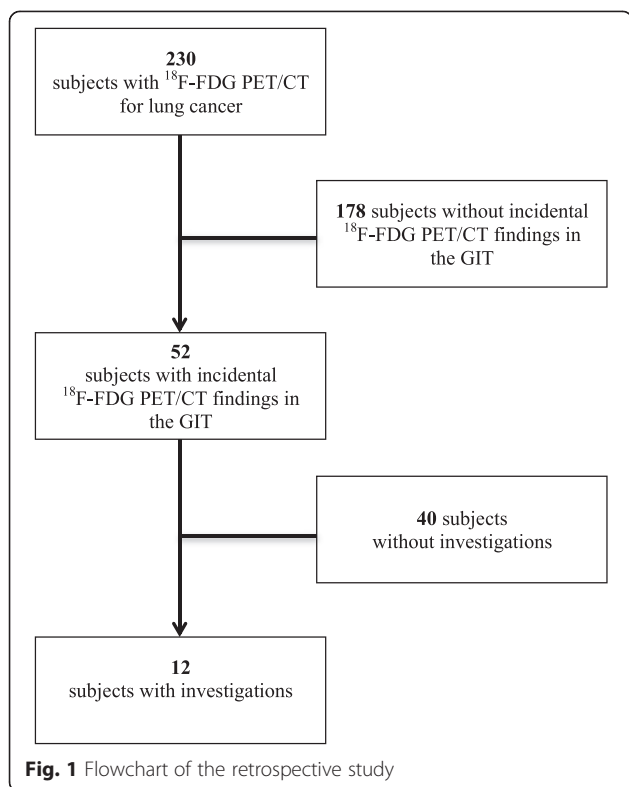 230
subjects with ¹⁸F-FDG PET/CT
for lung cancer
178 subjects without incidental
¹⁸F-FDG PET/CT findings in
the GIT
52
subjects with incidental
¹⁸F-FDG PET/CT findings in
the GIT
40 subjects
without investigations
12
subjects with investigations
Fig. 1 Flowchart of the retrospective study